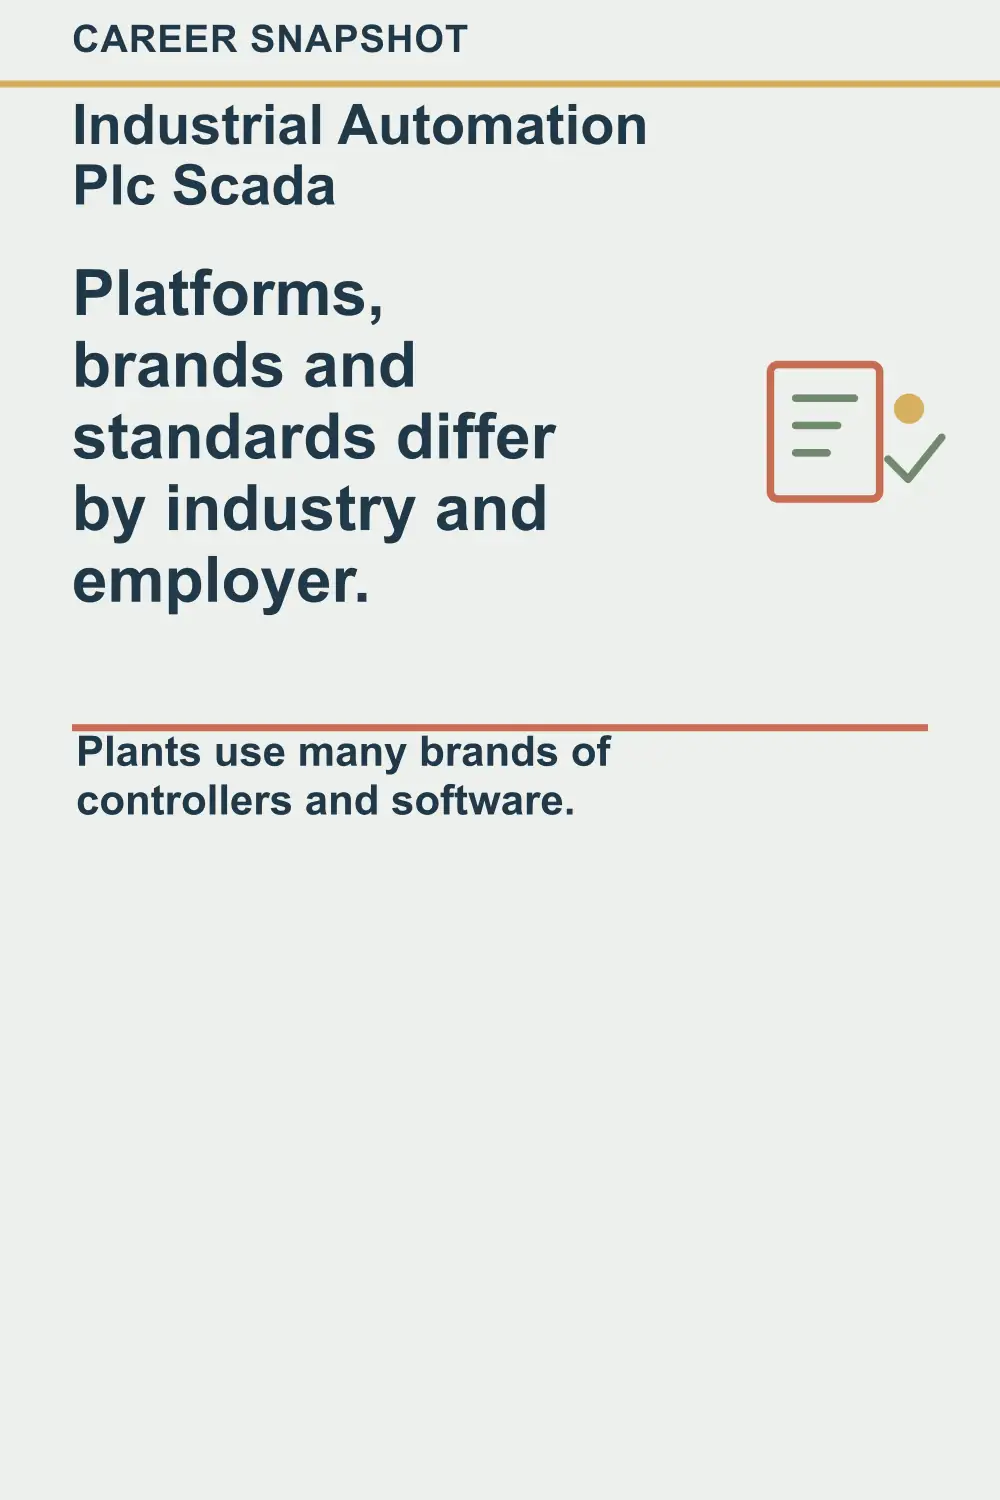 CAREER SNAPSHOT
Industrial Automation
Plc Scada
Platforms,
brands and
standards differ
by industry and
employer.
Plants use many brands of
controllers and software.